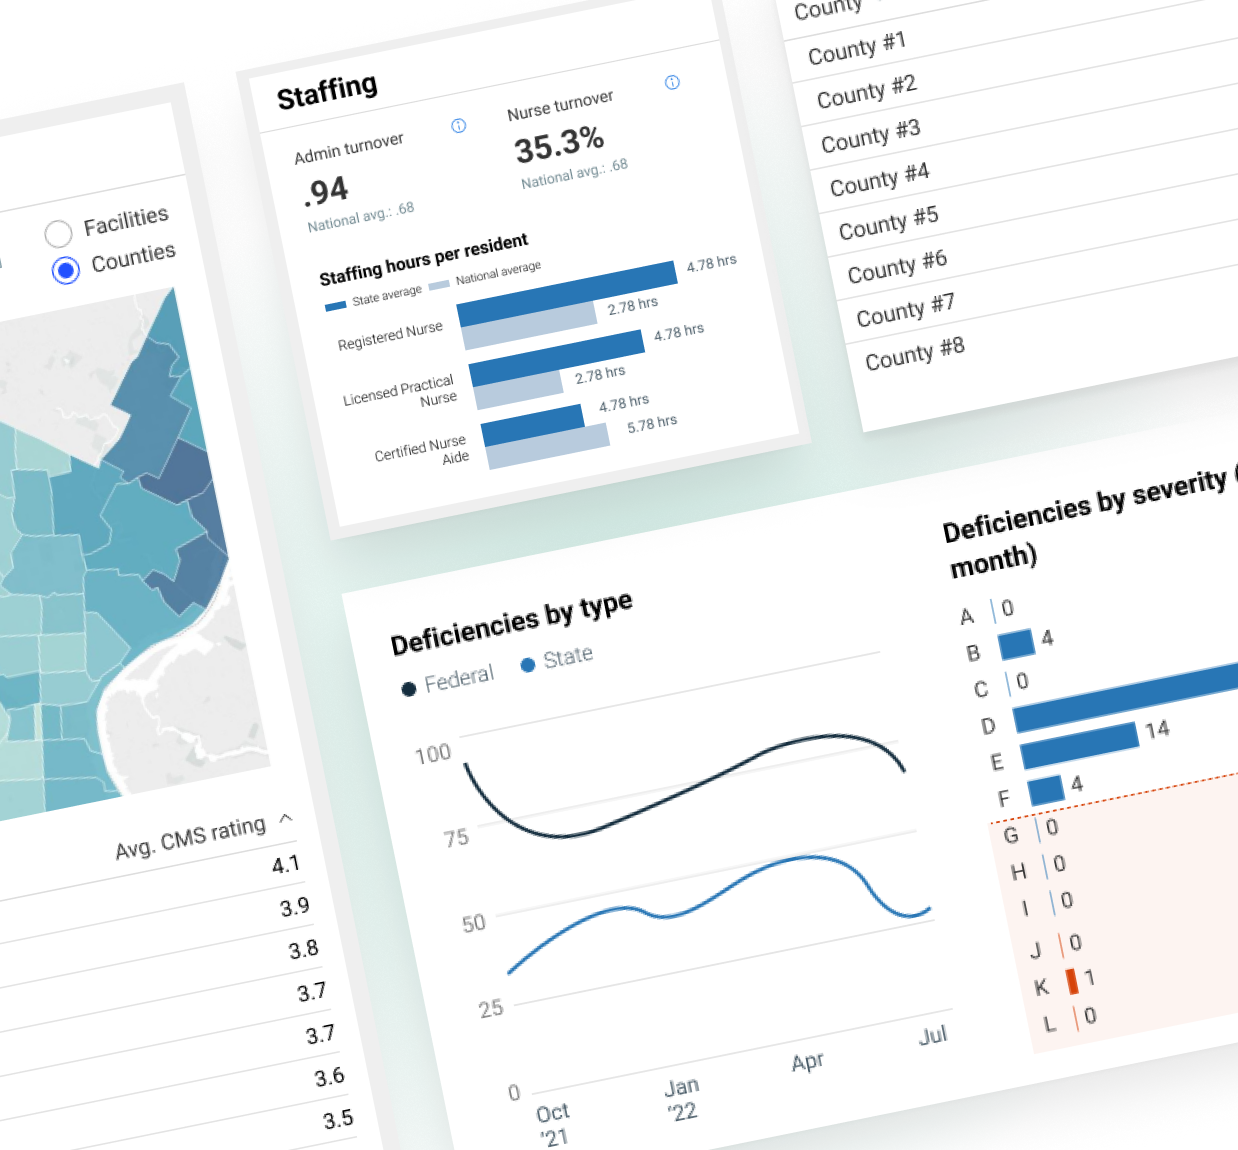 Facilities
Counties
Avg. CMS rating
4.1
3.9
3.8
3.7
3.7
3.6
3.5
Staffing
Admin turnover
.94
National avg.: .68
Nurse turnover
35.3%
National avg.: .68
Staffing hours per resident
State average
National average
Registered Nurse
4.78 hrs
2.78 hrs
Licensed Practical
Nurse
4.78 hrs
2.78 hrs
Certified Nurse
Aide
4.78 hrs
5.78 hrs
County
County #1
County #2
County #3
County #4
County #5
County #6
County #7
County #8
Deficiencies by type
Federal
State
100
75
50
25
0
Oct
'21
Jan
'22
Apr
Jul
Deficiencies by severity (
month)
A 0
B 4
C 0
D
E 14
F 4
G 0
H 0
I 0
J 0
K 1
L 0